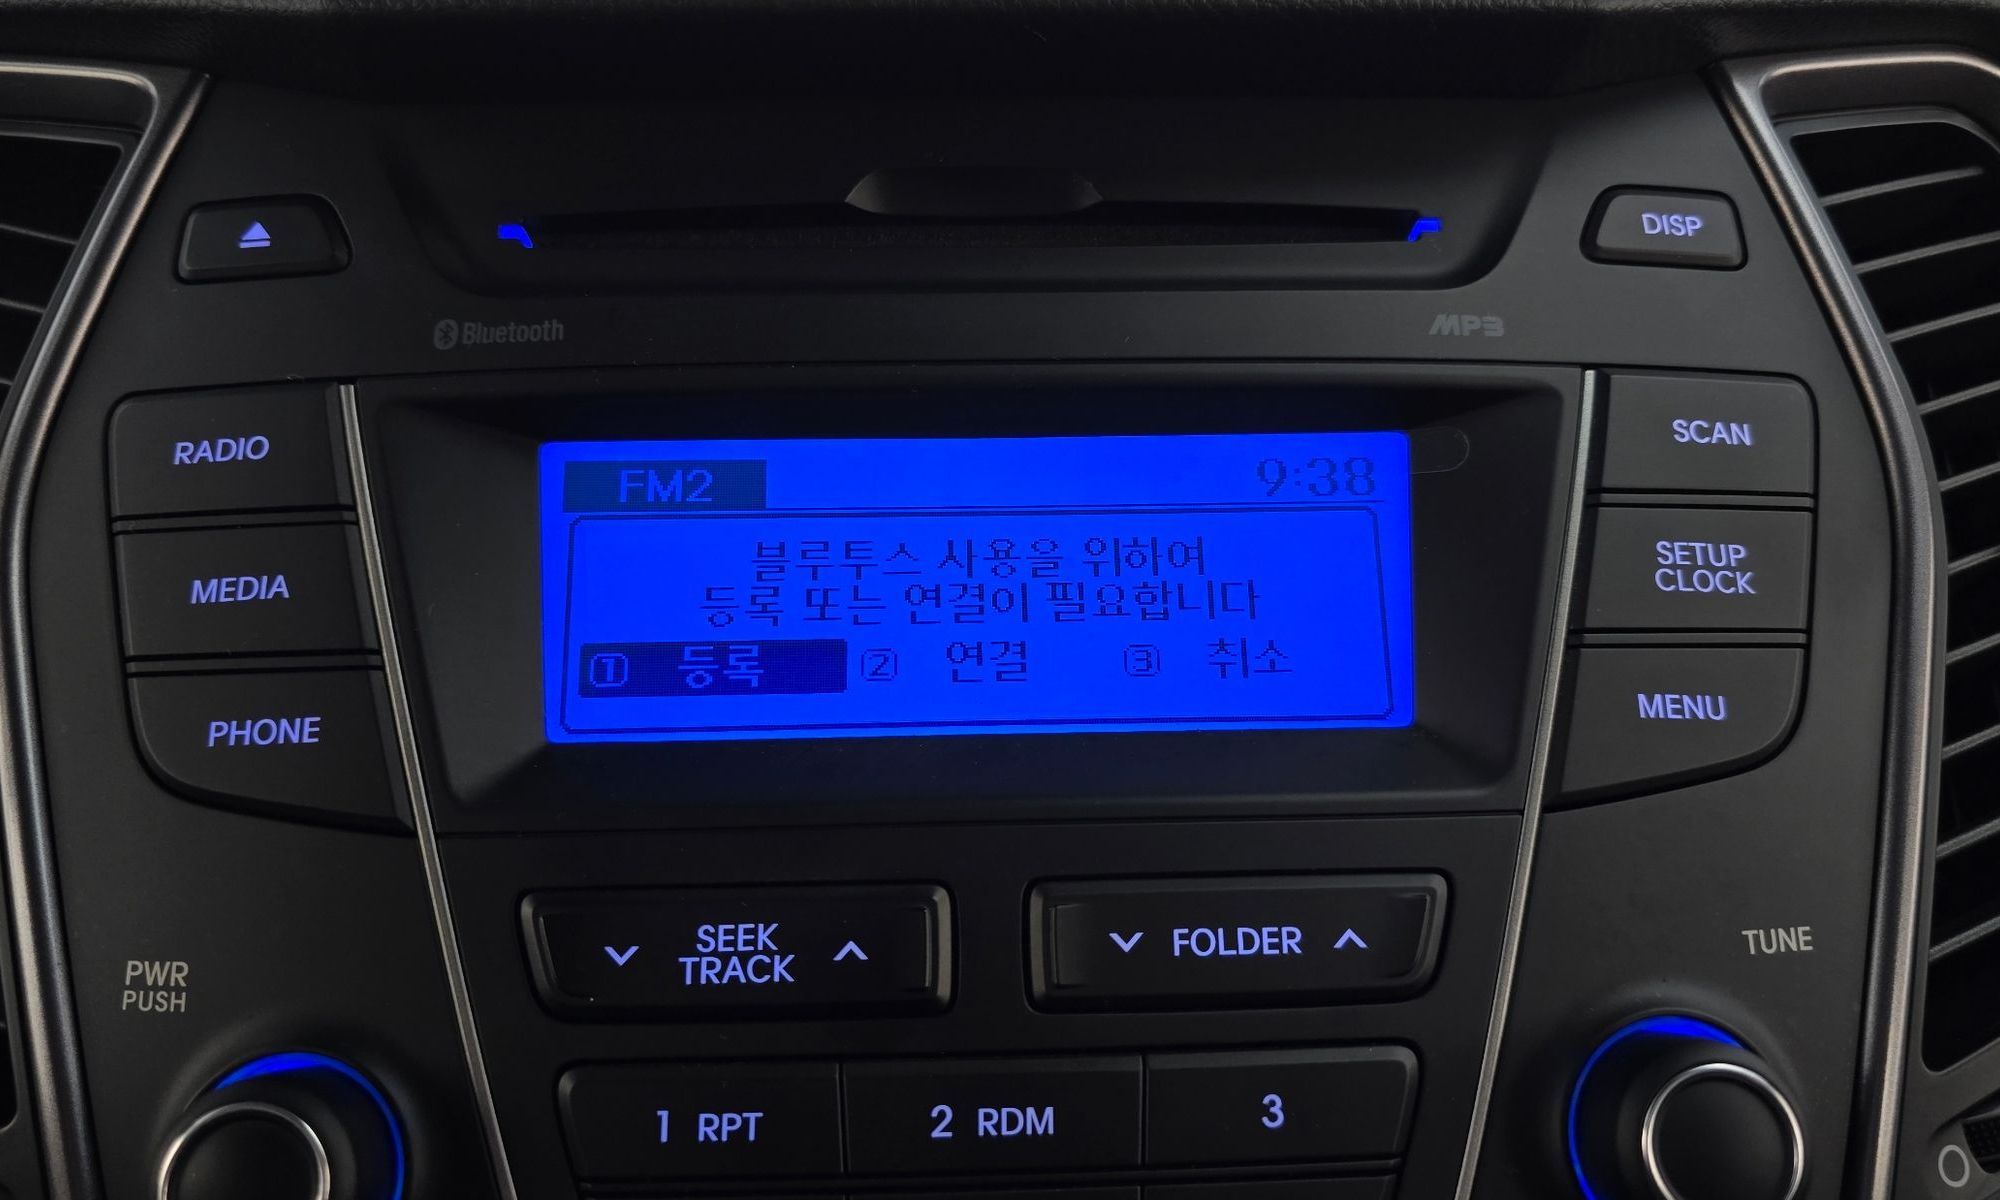 DISP
Bluetooth
MP3
RADIO
MEDIA
PHONE
FM2 9:38
블루투스 사용을 위하여
등록 또는 연결이 필요합니다
① 등록 ② 연결 ③ 취소
SCAN
SETUP
CLOCK
MENU
SEEK
TRACK
FOLDER
PWR
PUSH
TUNE
1 RPT
2 RDM
3